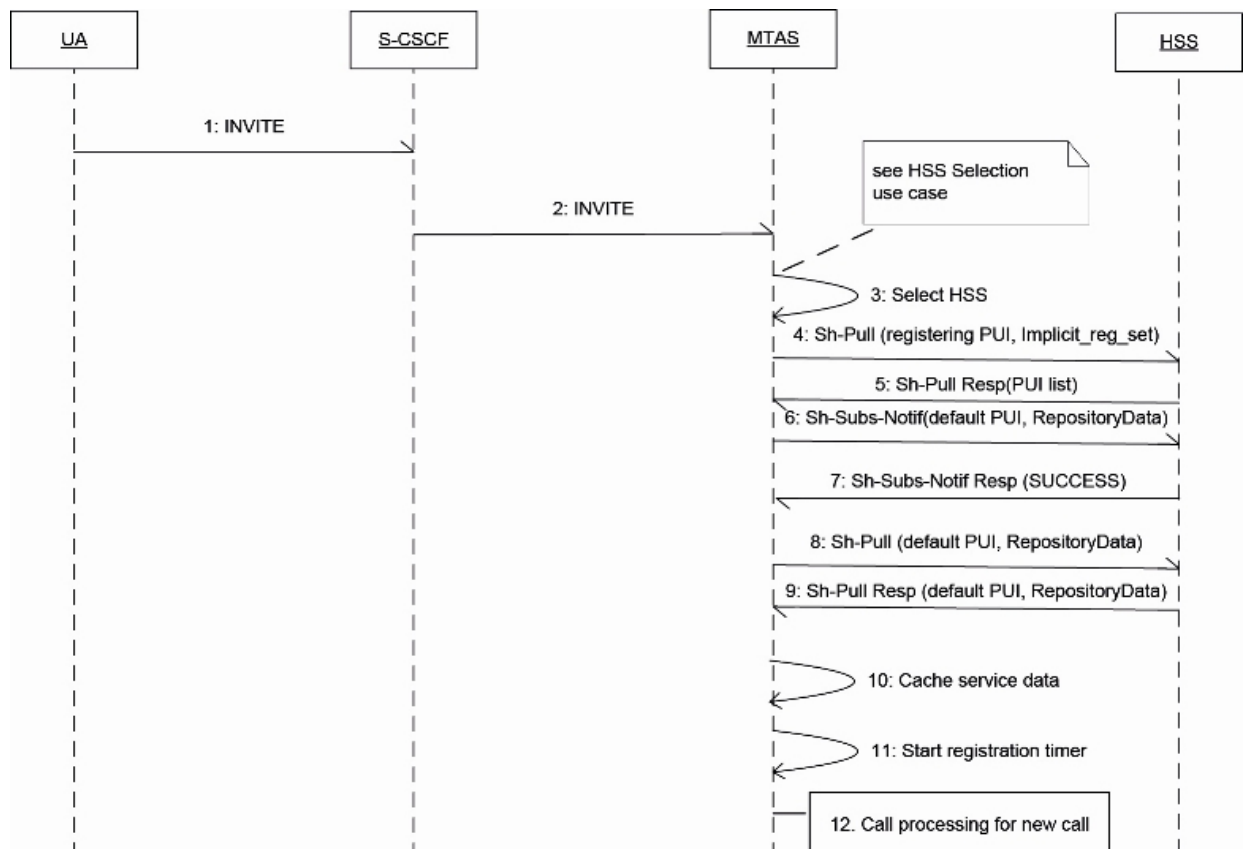 UA
S-CSCF
MTAS
HSS
1: INVITE
see HSS Selection
use case
2: INVITE
3: Select HSS
4: Sh-Pull (registering PUI, Implicit_reg_set)
5: Sh-Pull Resp(PUI list)
6: Sh-Subs-Notif(default PUI, RepositoryData)
7: Sh-Subs-Notif Resp (SUCCESS)
8: Sh-Pull (default PUI, RepositoryData)
9: Sh-Pull Resp (default PUI, RepositoryData)
10: Cache service data
11: Start registration timer
12. Call processing for new call